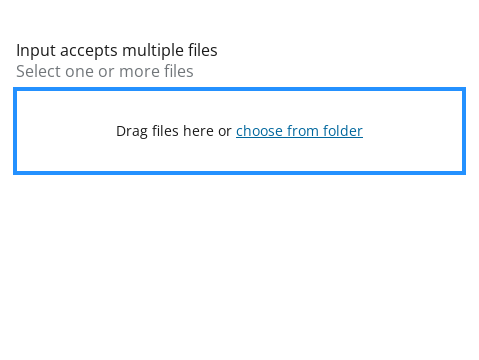 Input accepts multiple files
Select one or more files
Drag files here or choose from folder